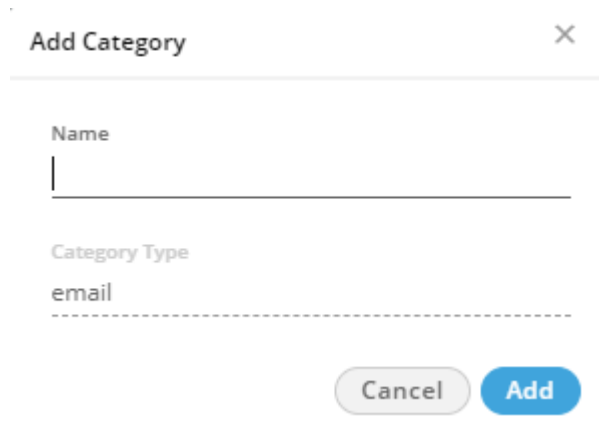 Add Category
Name
Category Type
email
Cancel Add